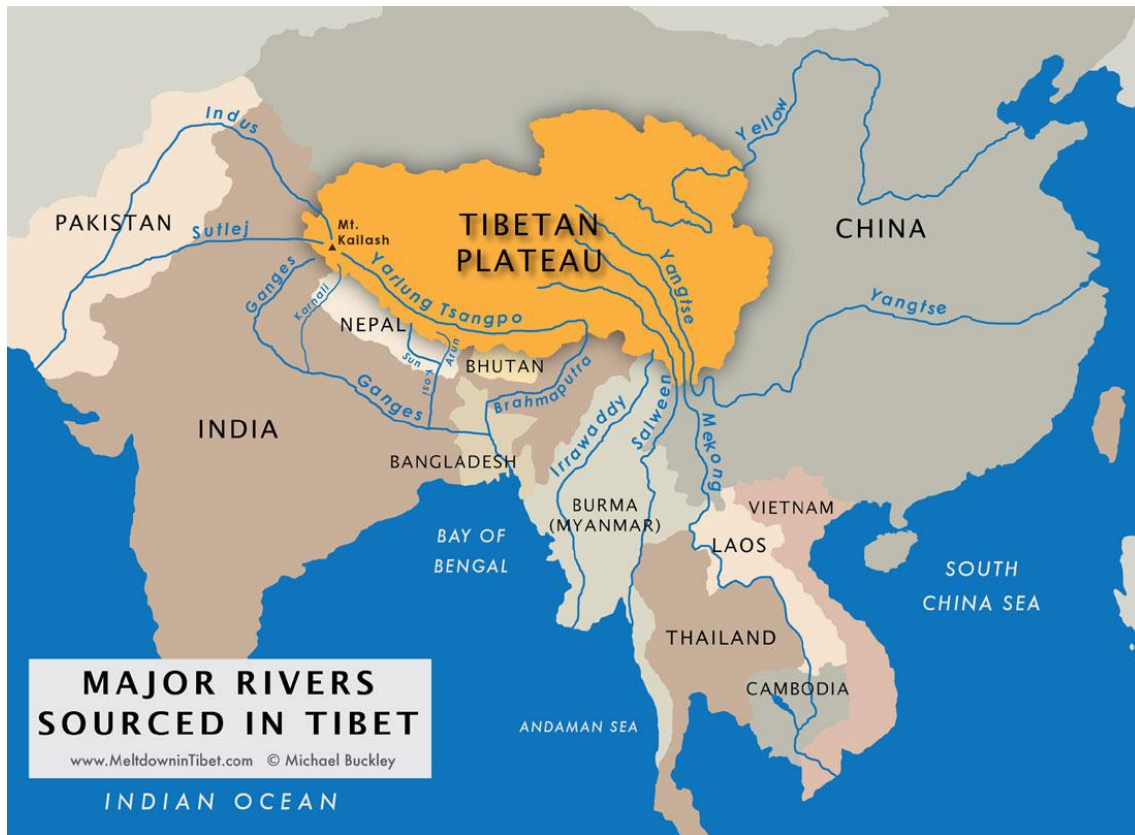 Indus
Yellow
PAKISTAN
Sutlej
Mt.
Kailash
TIBETAN
PLATEAU
CHINA
Ganges
Karnali
Yarlung Tsangpo
Yangtse
Yangtse
NEPAL
Sun
Kosi
Arun
BHUTAN
Brahmaputra
Ganges
INDIA
BANGLADESH
Irrawaddy
Salween
Mekong
BURMA
(MYANMAR)
VIETNAM
LAOS
BAY OF
BENGAL
SOUTH
CHINA SEA
THAILAND
CAMBODIA
ANDAMAN SEA
MAJOR RIVERS
SOURCED IN TIBET
www.MeltdowninTibet.com © Michael Buckley
INDIAN OCEAN